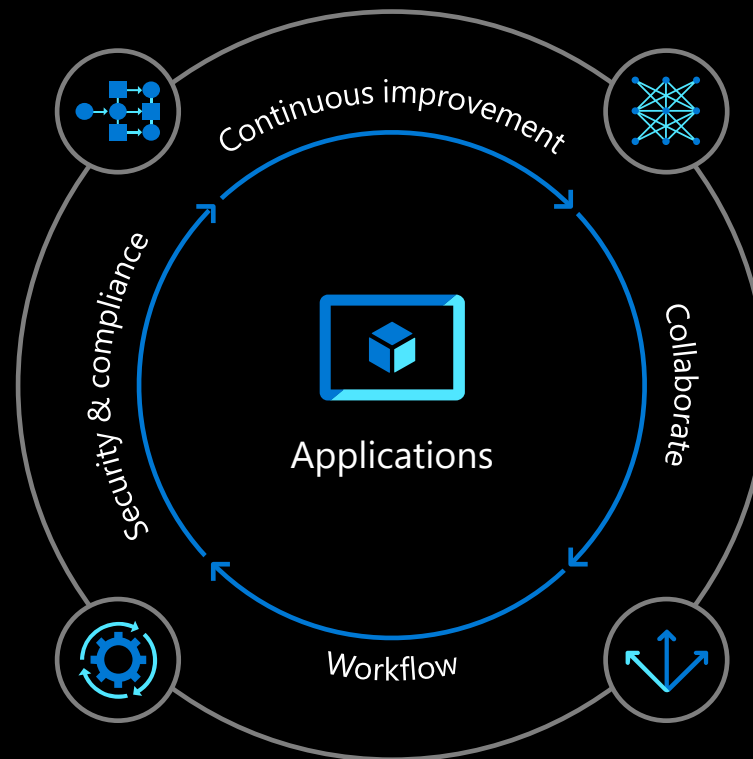 Continuous improvement
Security & compliance
Collaborate
Applications
Workflow